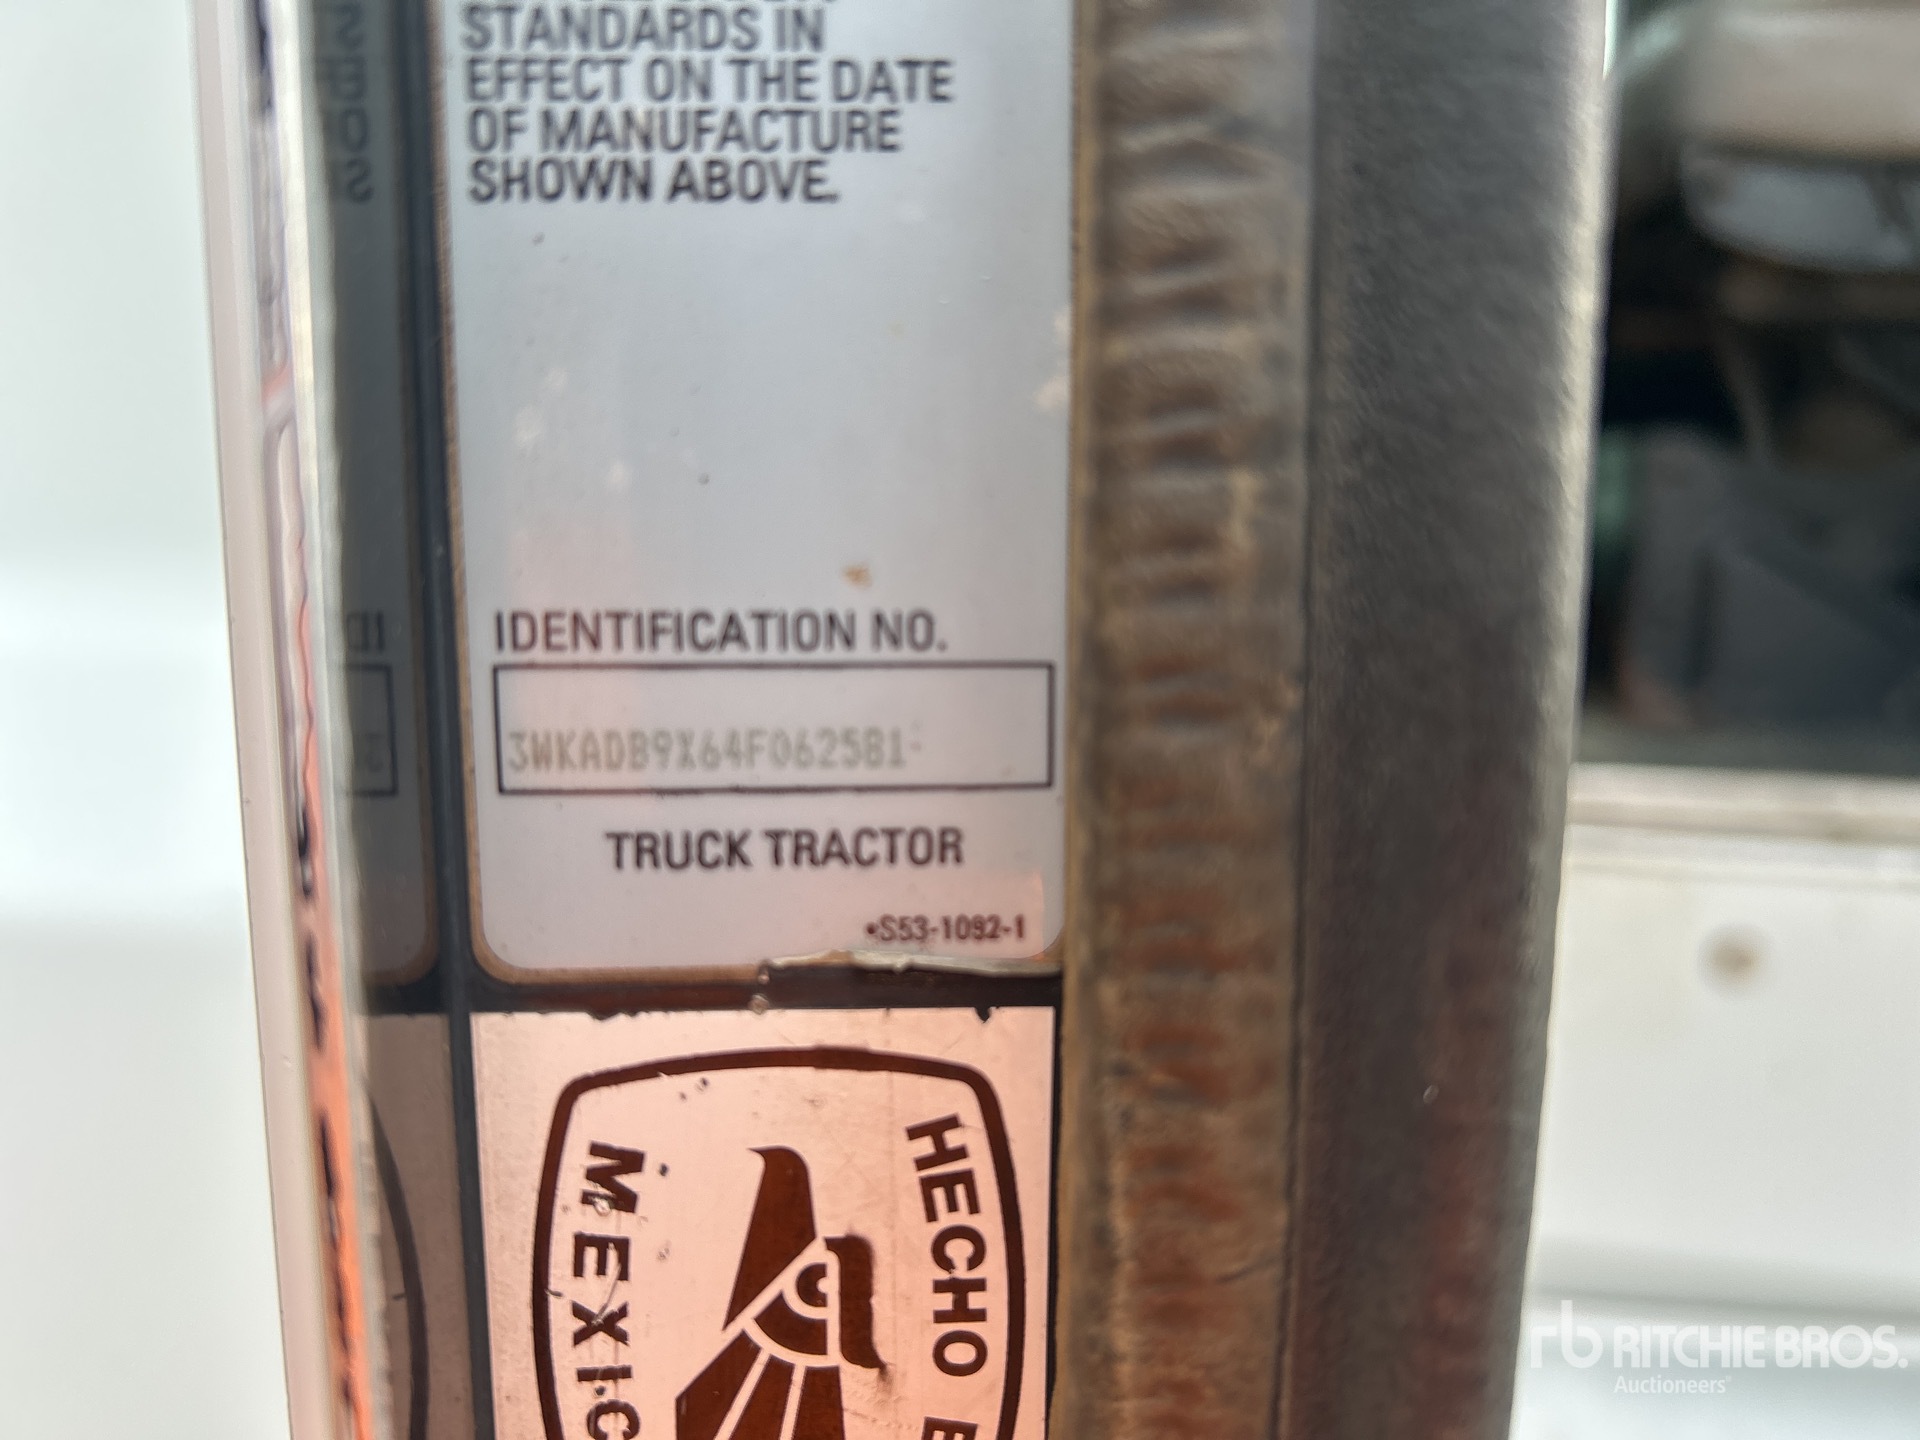 STANDARDS IN
EFFECT ON THE DATE
OF MANUFACTURE
SHOWN ABOVE.
IDENTIFICATION NO.
3WKADB9X64F062581
TRUCK TRACTOR
•S53-1092-1
HECHO E
MEXIC
rb RITCHIE BROS.
Auctioneers